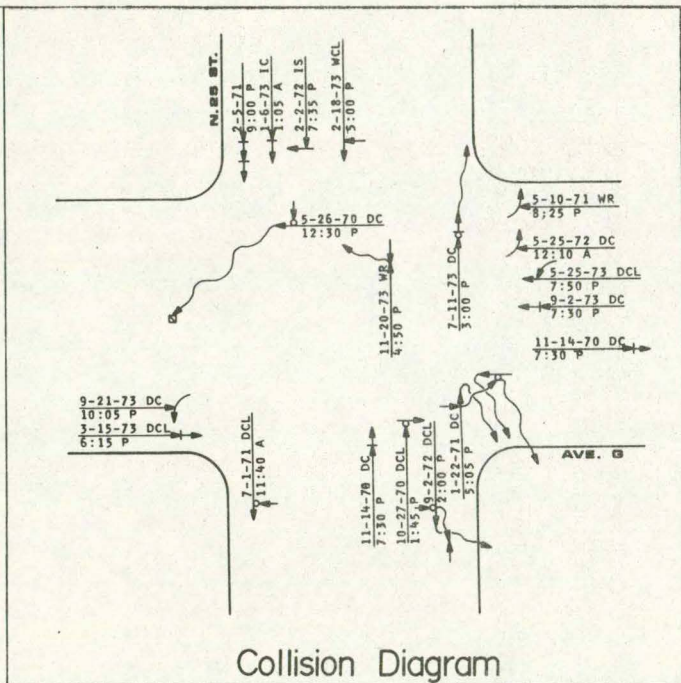 N. 25 ST.
2-5-71
9:00 P
1-6-73 IC
1:05 A
2-2-72 IS
7:35 P
2-18-73 WCL
5:00 P
5-10-71 WR
8;25 P
5-26-70 DC
12:30 P
5-25-72 DC
12:10 A
5-25-73 DCL
7:50 P
9-2-73 DC
7:30 P
11-20-73 WR
4:50 P
7-11-73 DC
3:00 P
11-14-70 DC
7:30 P
9-21-73 DC
10:05 P
3-15-73 DCL
6:15 P
7-1-71 DCL
11:40 A
11-14-70 DC
7:30 P
10-27-70 DCL
1:45 P
9-2-72 DCL
2:00 P
1-22-71 DC
5:05 P
AVE. G
Collision Diagram